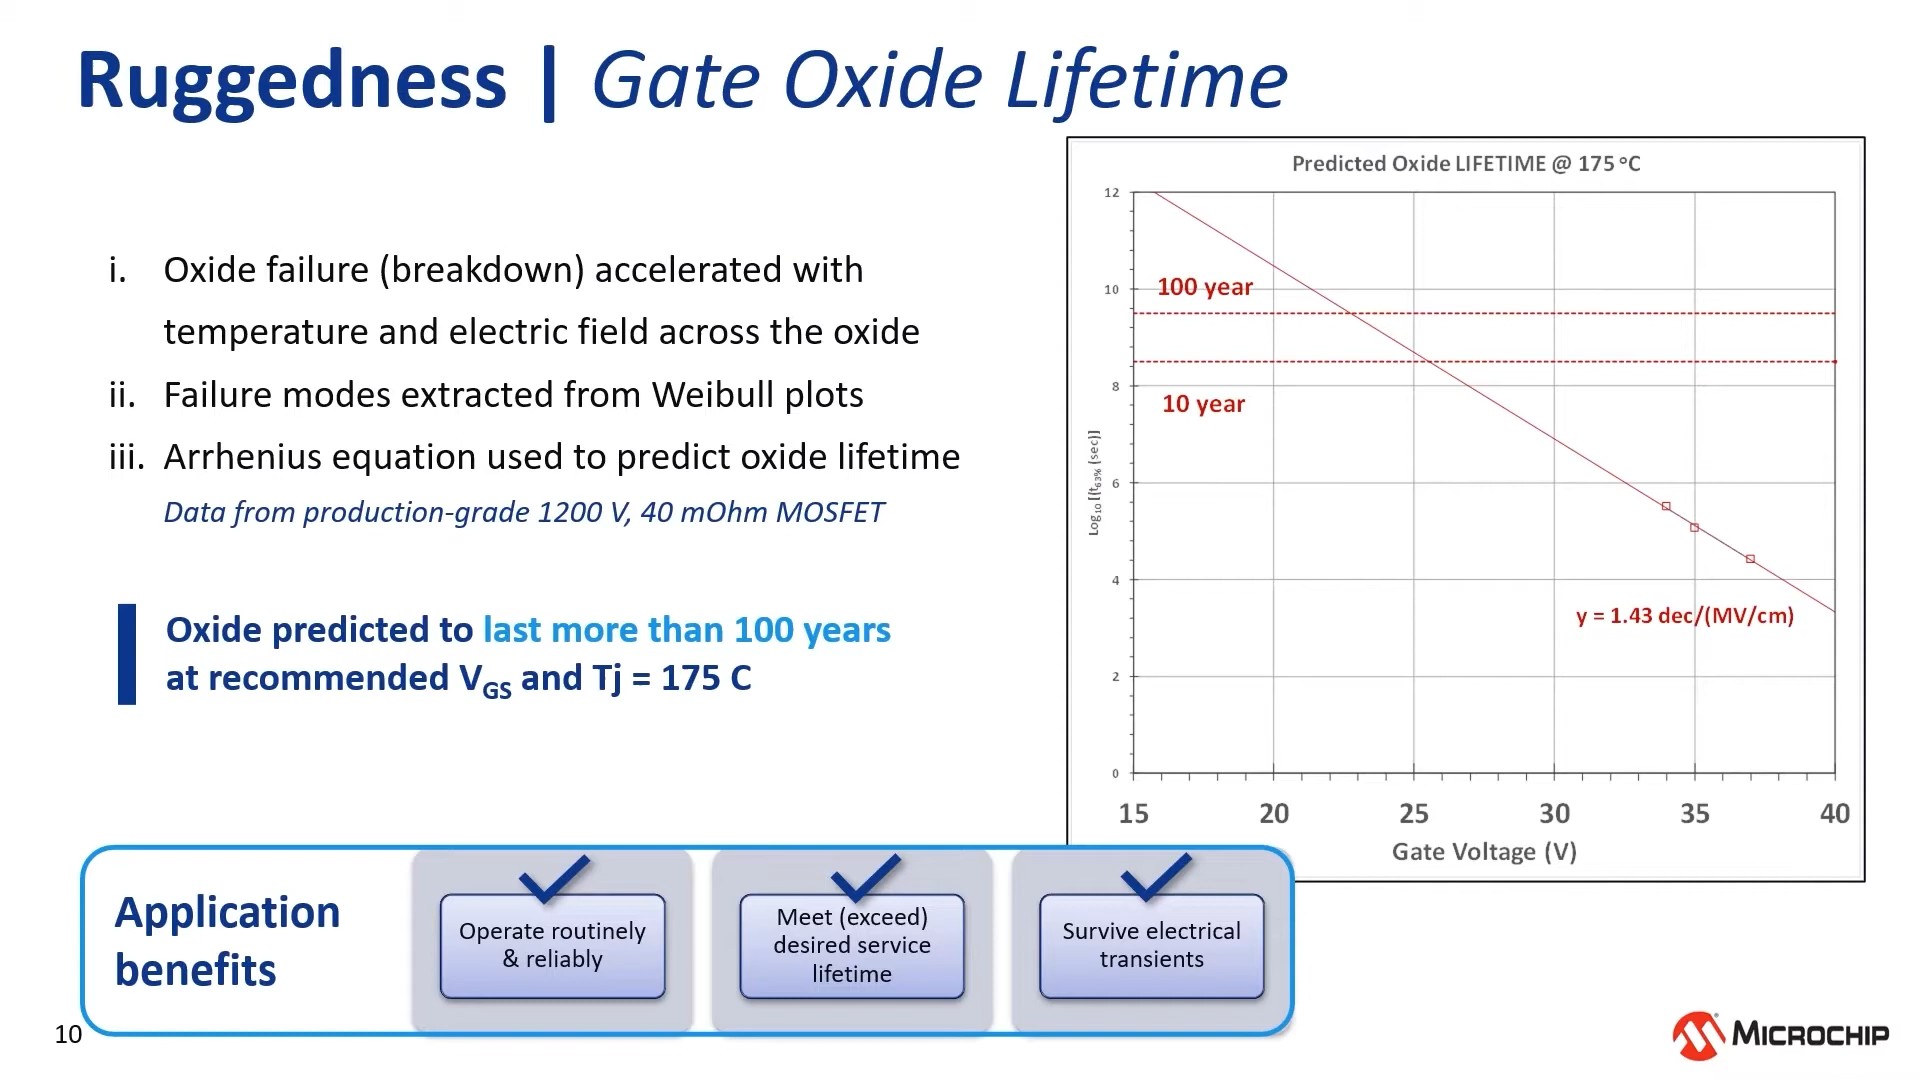 Ruggedness | Gate Oxide Lifetime
i. Oxide failure (breakdown) accelerated with
temperature and electric field across the oxide
ii. Failure modes extracted from Weibull plots
iii. Arrhenius equation used to predict oxide lifetime
Data from production-grade 1200 V, 40 mOhm MOSFET
Oxide predicted to last more than 100 years
at recommended VGS and Tj = 175 C
Predicted Oxide LIFETIME @ 175 °C
12
10
8
6
4
2
0
Log10 [(t63% (sec)]
100 year
10 year
y = 1.43 dec/(MV/cm)
15 20 25 30 35 40
Gate Voltage (V)
Application
benefits
Operate routinely
& reliably
Meet (exceed)
desired service
lifetime
Survive electrical
transients
10
MICROCHIP